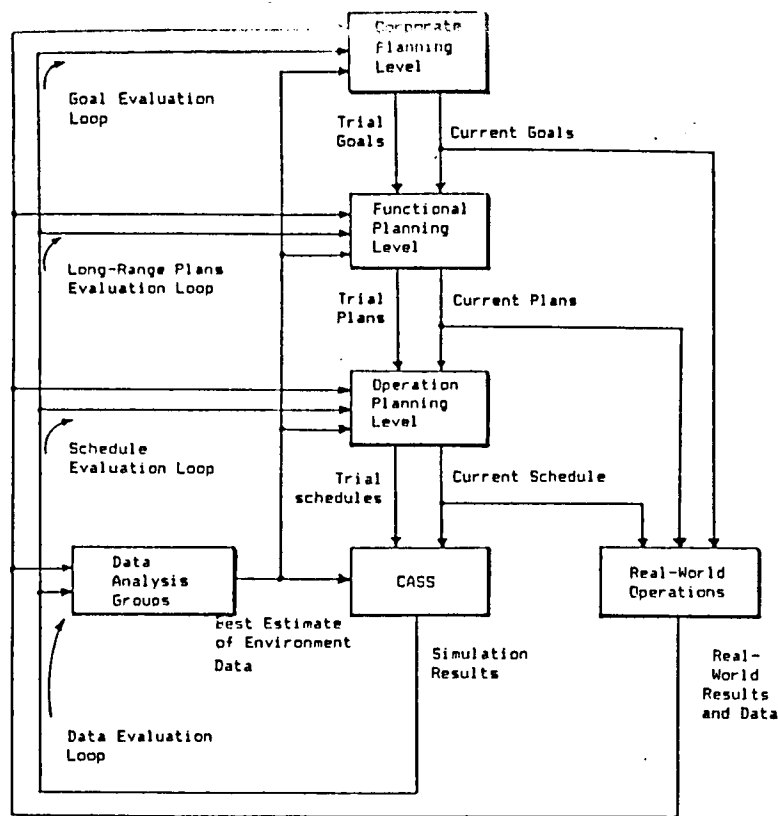 Corporate
Planning
Level
Goal Evaluation
Loop
Trial
Goals
Current Goals
Functional
Planning
Level
Long-Range Plans
Evaluation Loop
Trial
Plans
Current Plans
Operation
Planning
Level
Schedule
Evaluation Loop
Trial
schedules
Current Schedule
Data
Analysis
Groups
CASS
Real-World
Operations
Best Estimate
of Environment
Data
Simulation
Results
Real-
World
Results
and Data
Data Evaluation
Loop